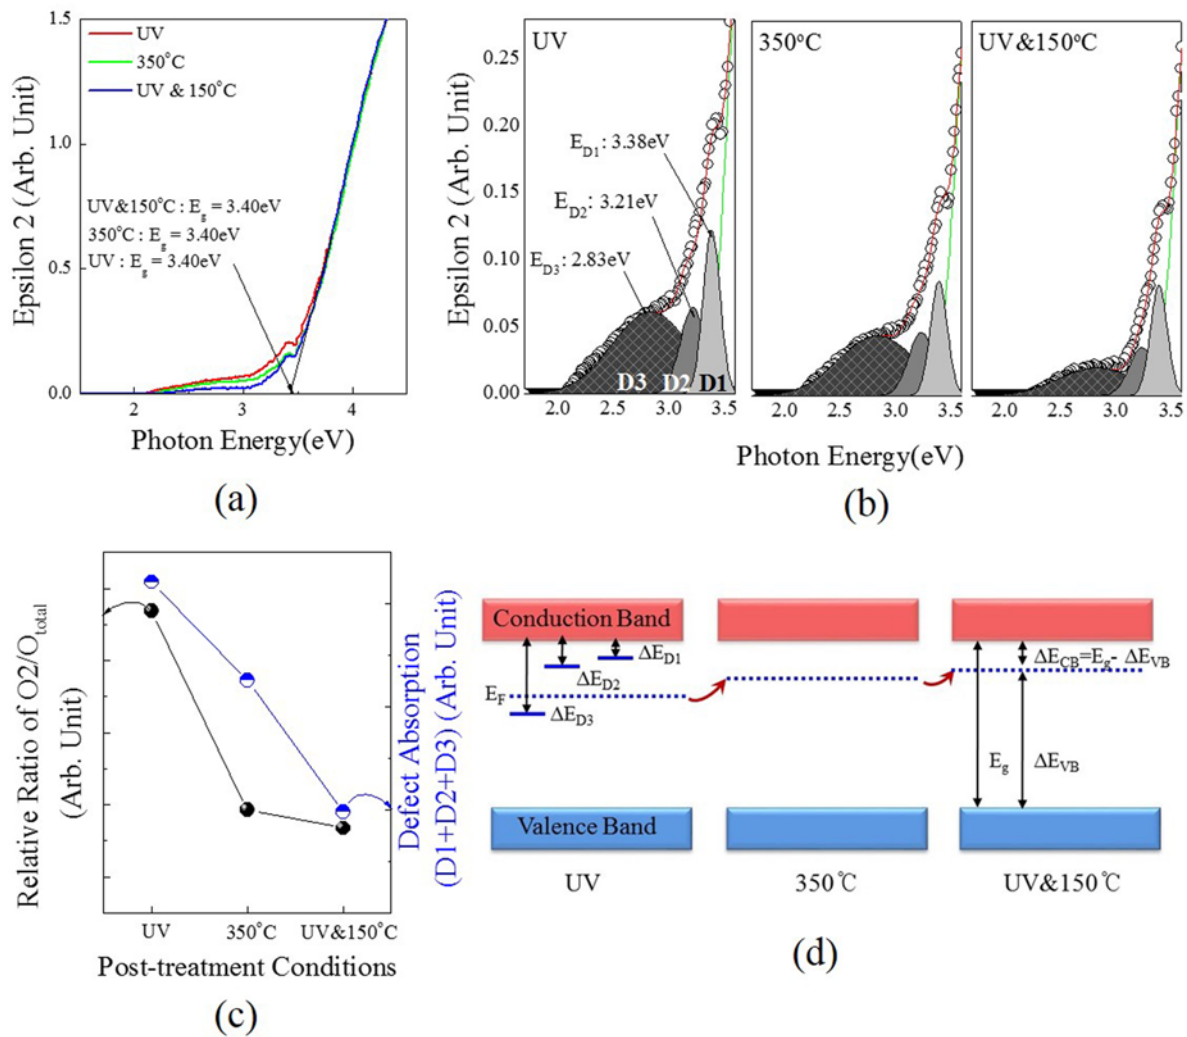 1.5
1.0
0.5
0.0
Epsilon 2 (Arb. Unit)
UV
350°C
UV & 150°C
UV&150°C : Eg = 3.40eV
350°C : Eg = 3.40eV
UV : Eg = 3.40eV
2
3
4
Photon Energy(eV)
(a)
Epsilon 2 (Arb. Unit)
0.25
0.20
0.15
0.10
0.05
0.00
UV
ED1: 3.38eV
ED2: 3.21eV
ED3: 2.83eV
D3
D2
D1
2.0
2.5
3.0
3.5
350°C
2.0
2.5
3.0
3.5
UV&150°C
2.0
2.5
3.0
3.5
Photon Energy(eV)
(b)
Relative Ratio of O2/Ototal
(Arb. Unit)
Defect Absorption
(D1+D2+D3) (Arb. Unit)
UV
350°C
UV&150°C
Post-treatment Conditions
(c)
Conduction Band
ΔED1
ΔED2
EF
ΔED3
Valence Band
ΔECB=Eg- ΔEVB
Eg
ΔEVB
UV
350℃
UV&150℃
(d)